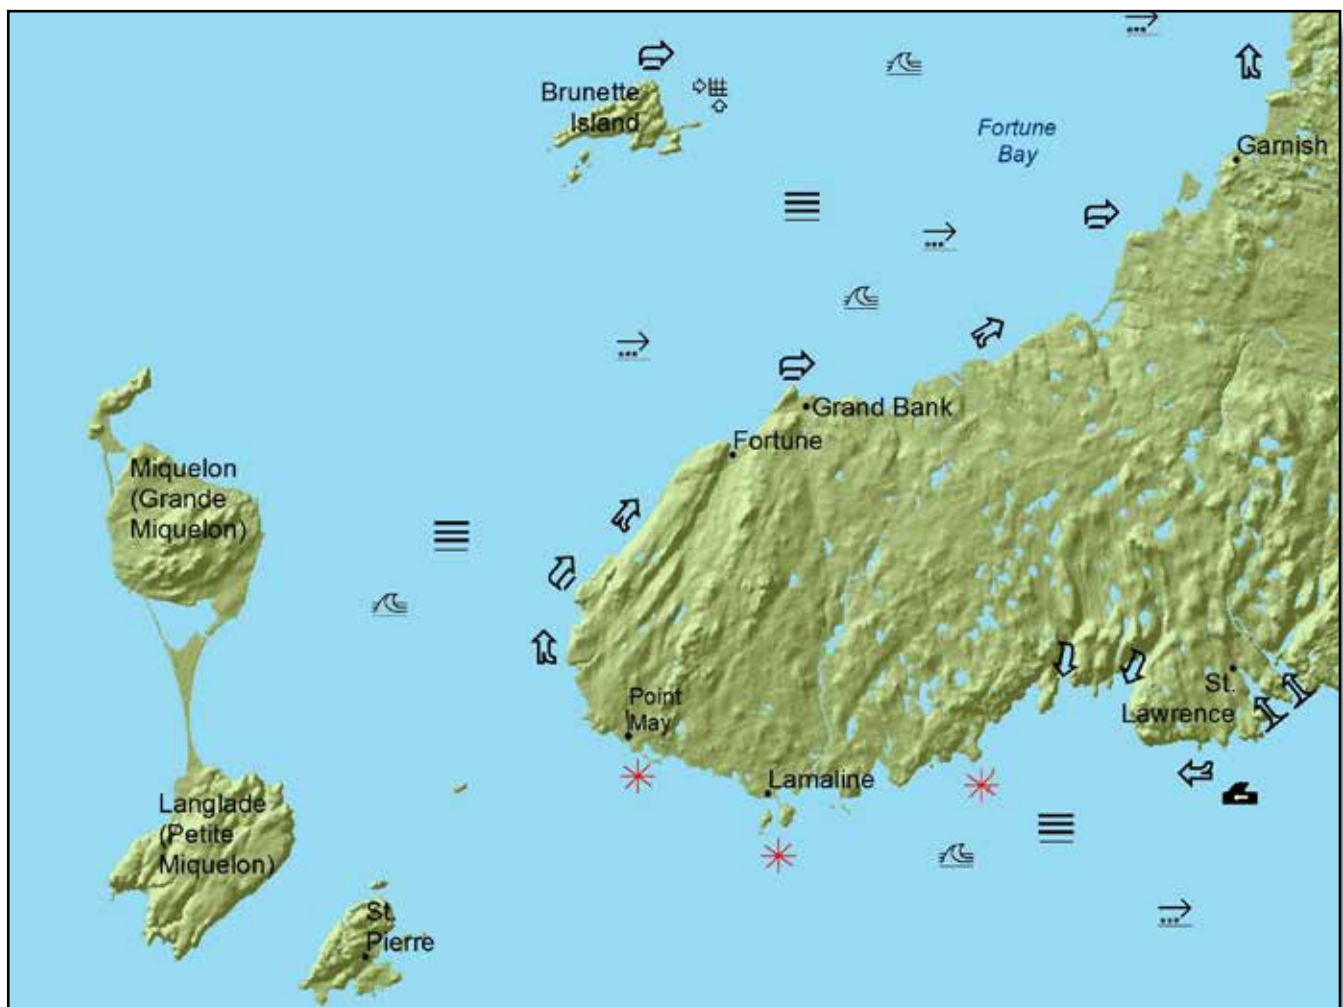 Brunette
Island
Fortune
Bay
Garnish
Grand Bank
Fortune
Miquelon
(Grande
Miquelon)
Point
May
St.
Lawrence
Lamaline
Langlade
(Petite
Miquelon)
St.
Pierre